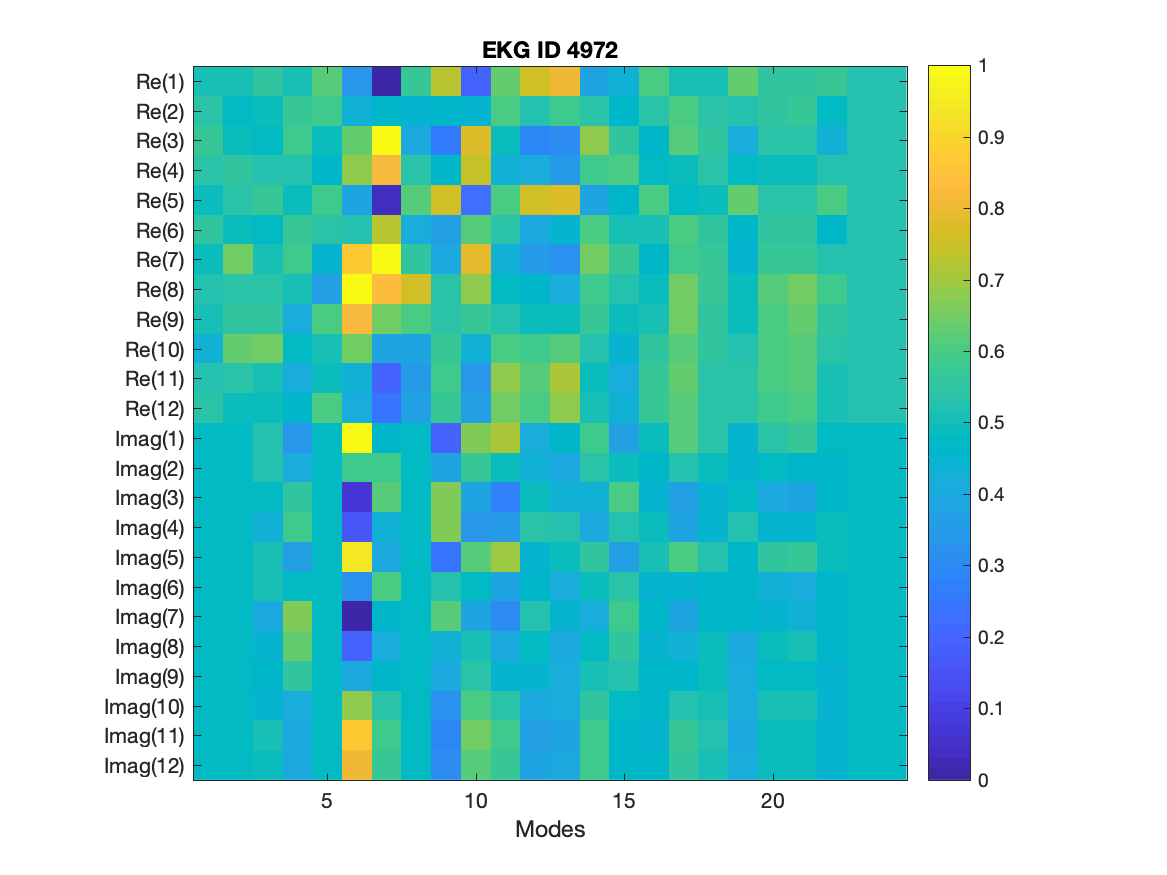 EKG ID 4972
Re(1)
Re(2)
Re(3)
Re(4)
Re(5)
Re(6)
Re(7)
Re(8)
Re(9)
Re(10)
Re(11)
Re(12)
Imag(1)
Imag(2)
Imag(3)
Imag(4)
Imag(5)
Imag(6)
Imag(7)
Imag(8)
Imag(9)
Imag(10)
Imag(11)
Imag(12)
5 10 15 20
Modes
1
0.9
0.8
0.7
0.6
0.5
0.4
0.3
0.2
0.1
0